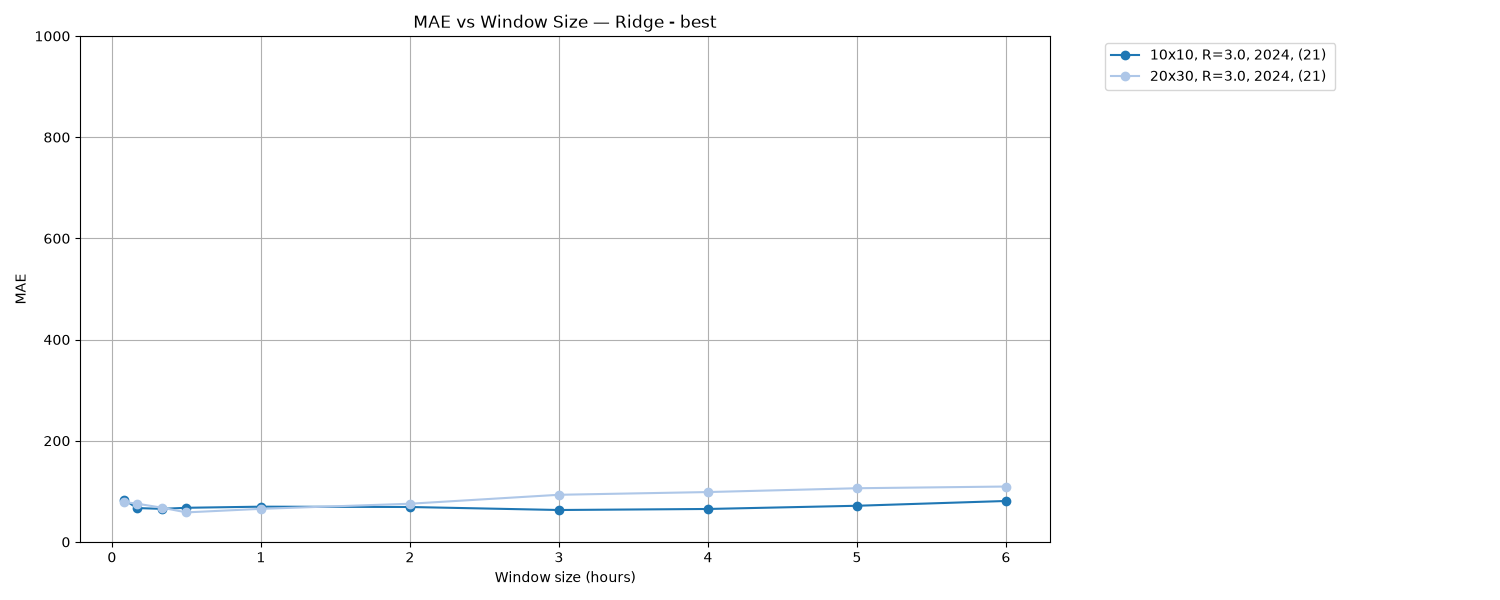 MAE vs Window Size — Ridge - best
1000
800
600
400
200
0
MAE
0 1 2 3 4 5 6
Window size (hours)
10x10, R=3.0, 2024, (21)
20x30, R=3.0, 2024, (21)